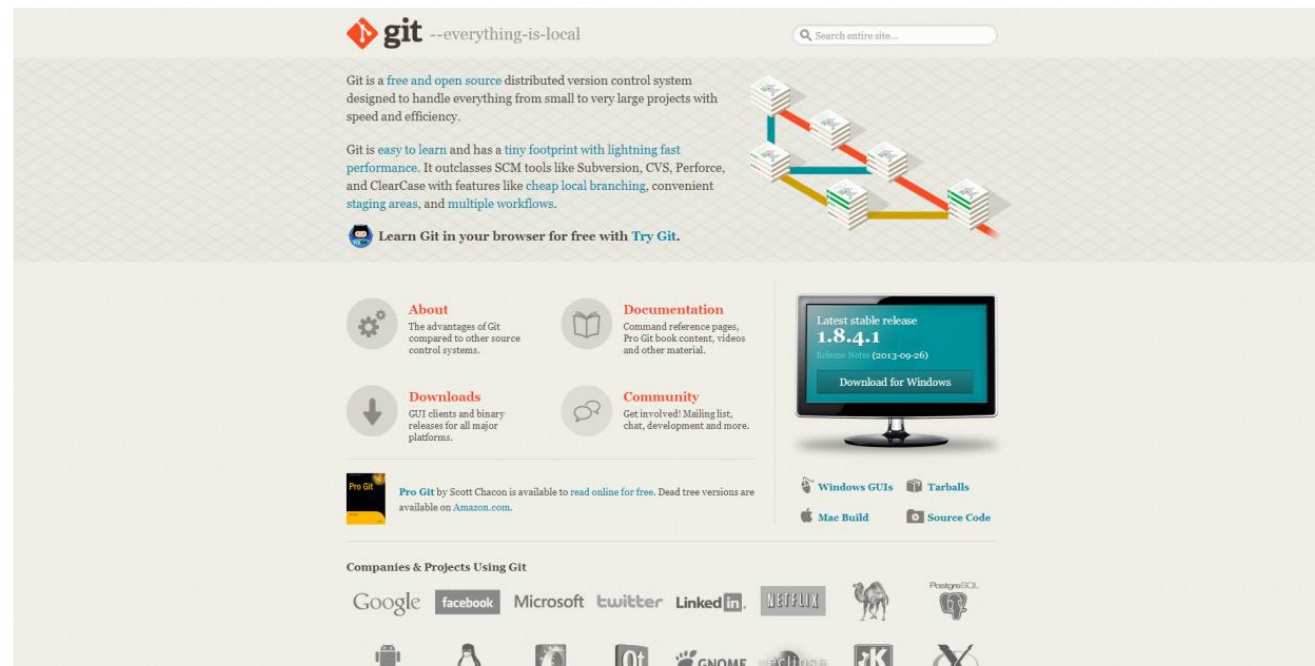 git --everything-is-local
Search entire site...
Git is a free and open source distributed version control system
designed to handle everything from small to very large projects with
speed and efficiency.
Git is easy to learn and has a tiny footprint with lightning fast
performance. It outclasses SCM tools like Subversion, CVS, Perforce,
and ClearCase with features like cheap local branching, convenient
staging areas, and multiple workflows.
Learn Git in your browser for free with Try Git.
About
The advantages of Git
compared to other source
control systems.
Documentation
Command reference pages,
Pro Git book content, videos
and other material.
Downloads
GUI clients and binary
releases for all major
platforms.
Community
Get involved! Mailing list,
chat, development and more.
Pro Git
Pro Git by Scott Chacon is available to read online for free. Dead tree versions are
available on Amazon.com.
Latest stable release
1.8.4.1
Release Notes (2013-09-26)
Download for Windows
Windows GUIs
Tarballs
Mac Build
Source Code
Companies & Projects Using Git
Google facebook Microsoft twitter Linked in. NETFLIX PostgreSQL
Qt GNOME eclipse K X